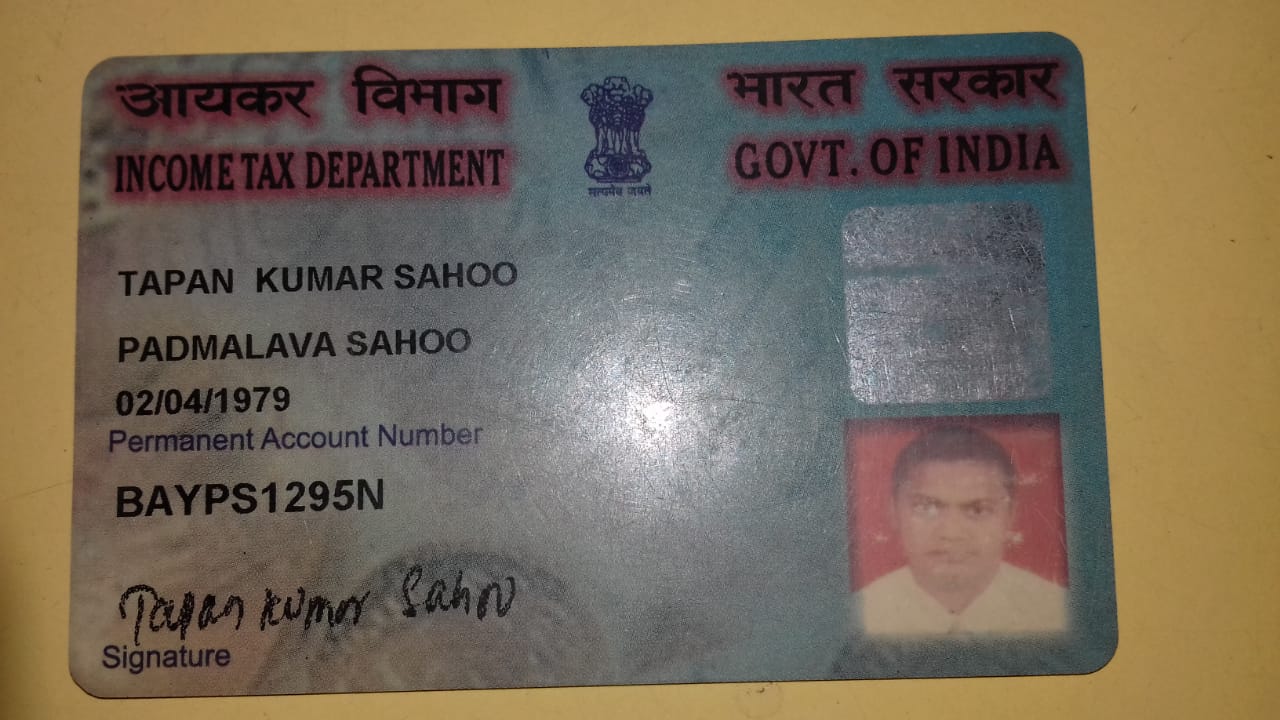 आयकर विभाग
INCOME TAX DEPARTMENT
सत्यमेव जयते
भारत सरकार
GOVT. OF INDIA
TAPAN KUMAR SAHOO
PADMALAVA SAHOO
02/04/1979
Permanent Account Number
BAYPS1295N
Tapan Kumar Sahoo
Signature